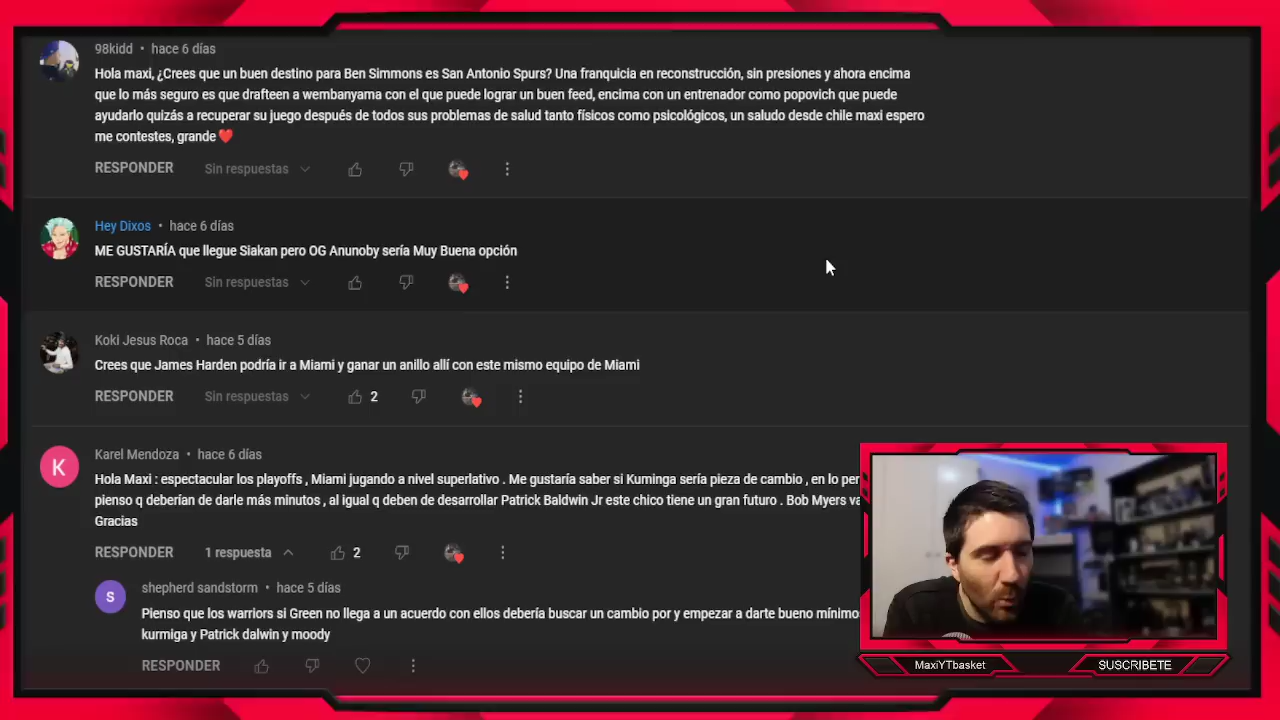 98kidd • hace 6 días
Hola maxi, ¿Crees que un buen destino para Ben Simmons es San Antonio Spurs? Una franquicia en reconstrucción, sin presiones y ahora encima
que lo más seguro es que drafteen a wembanyama con el que puede lograr un buen feed, encima con un entrenador como popovich que puede
ayudarlo quizás a recuperar su juego después de todos sus problemas de salud tanto físicos como psicológicos, un saludo desde chile maxi espero
me contestes, grande❤️
RESPONDER Sin respuestas
Hey Dixos • hace 6 días
ME GUSTARÍA que llegue Siakan pero OG Anunoby sería Muy Buena opción
RESPONDER Sin respuestas
Koki Jesus Roca • hace 5 días
Crees que James Harden podría ir a Miami y ganar un anillo allí con este mismo equipo de Miami
RESPONDER Sin respuestas 2
K
Karel Mendoza • hace 6 días
Hola Maxi : espectacular los playoffs , Miami jugando a nivel superlativo . Me gustaría saber si Kuminga sería pieza de cambio , en lo per
pienso q deberían de darle más minutos , al igual q deben de desarrollar Patrick Baldwin Jr este chico tiene un gran futuro . Bob Myers va
Gracias
RESPONDER 1 respuesta 2
S
shepherd sandstorm • hace 5 días
Pienso que los warriors si Green no llega a un acuerdo con ellos debería buscar un cambio por y empezar a darte bueno mínimo
kurmiga y Patrick dalwin y moody
RESPONDER
MaxiYTbasket
SUSCRIBETE